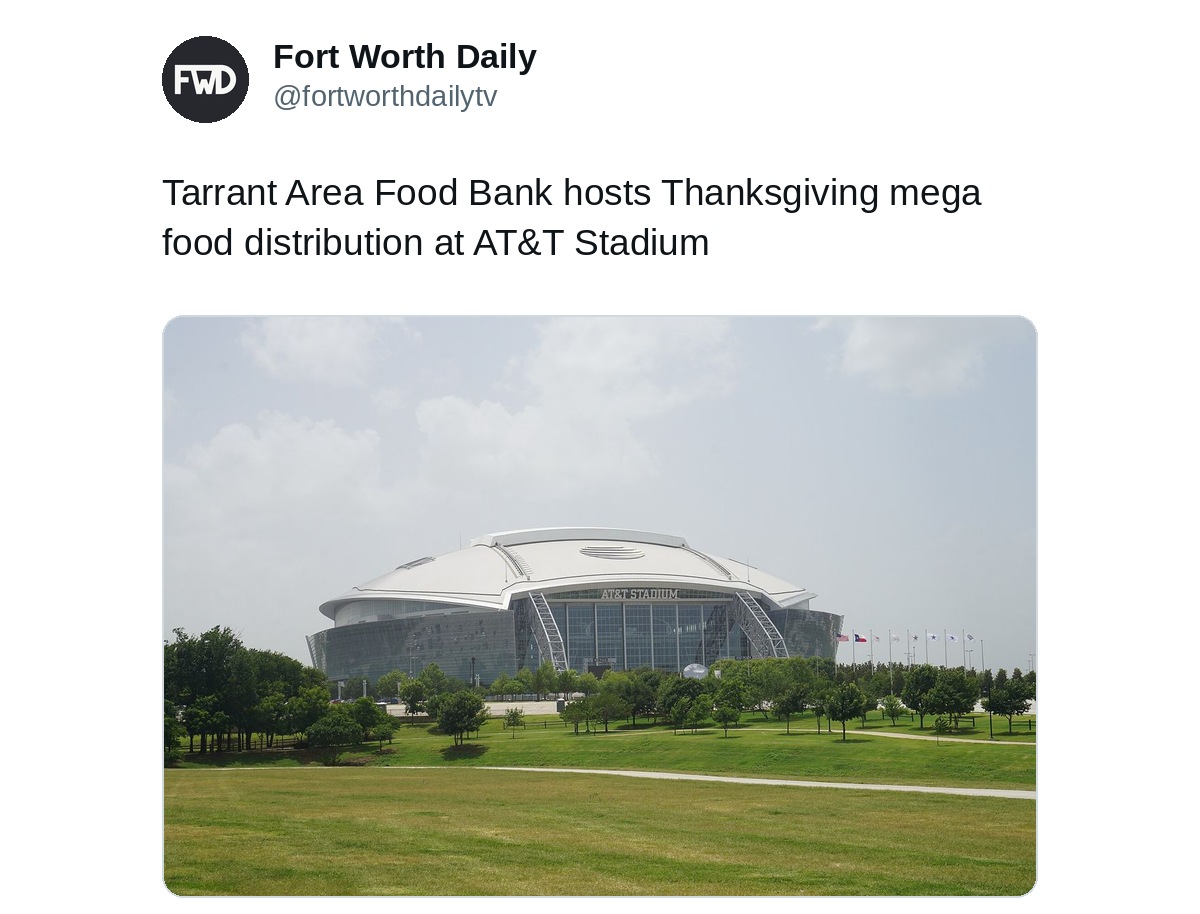 FWD
Fort Worth Daily
@fortworthdailytv
Tarrant Area Food Bank hosts Thanksgiving mega
food distribution at AT&T Stadium
AT&T STADIUM